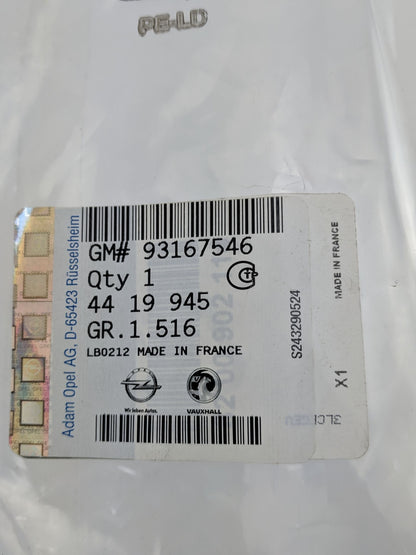 PE-LD
Adam Opel AG, D-65423 Rüsselsheim
GM# 93167546
Qty 1
44 19 945
GR.1.516
LB0212 MADE IN FRANCE
Wir leben Autos.
VAUXHALL
S243290524
MADE IN FRANCE
X1